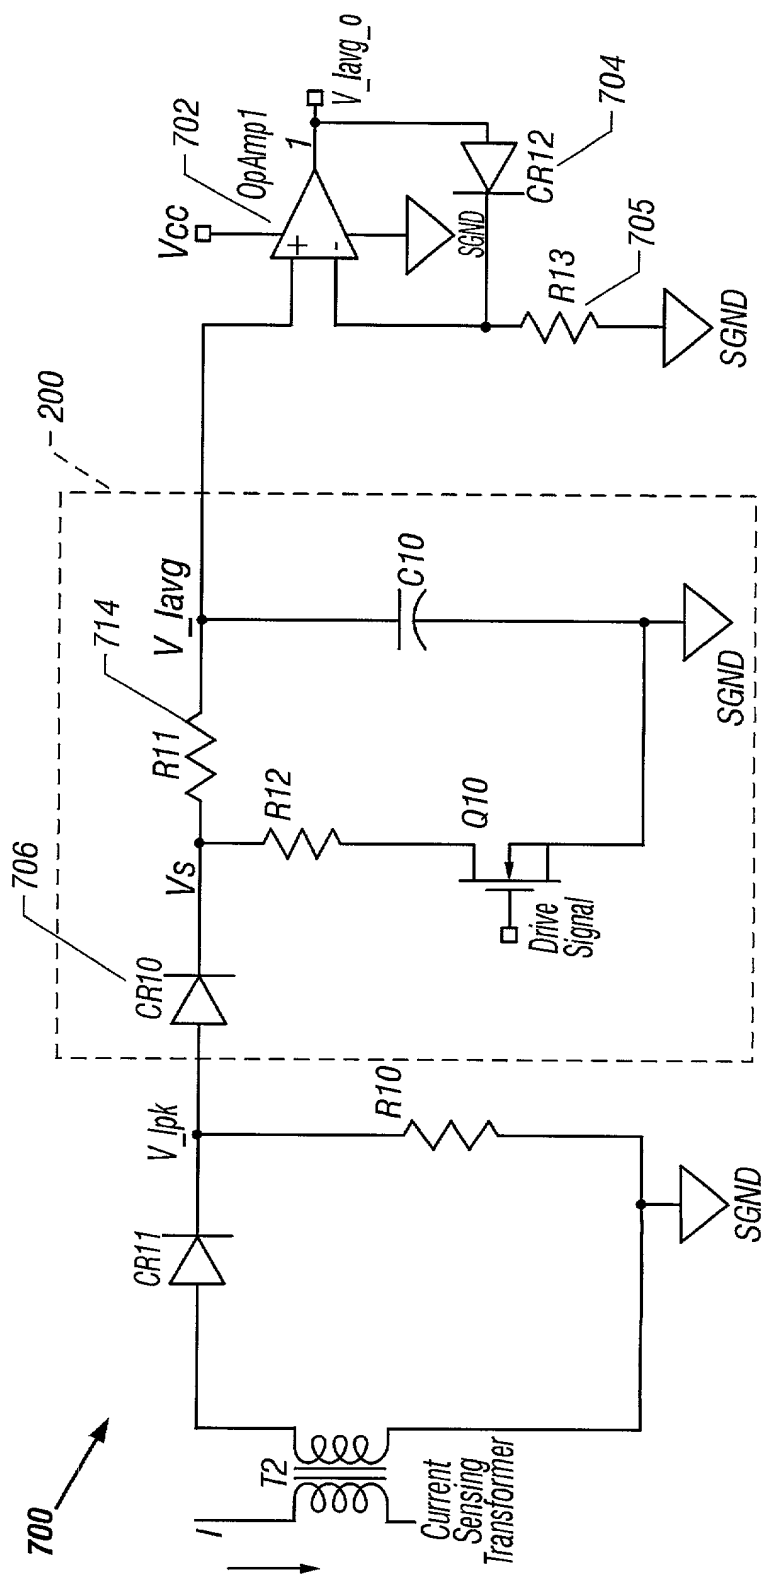 700
I
T2
Current
Sensing
Transformer
CR11
V_Ipk
R10
SGND
706
CR10
Vs
R12
Q10
Drive
Signal
R11
714
V_Iavg
C10
SGND
200
Vcc
702
OpAmp1
+
-
1
V_Iavg_o
SGND
CR12
704
R13
705
SGND